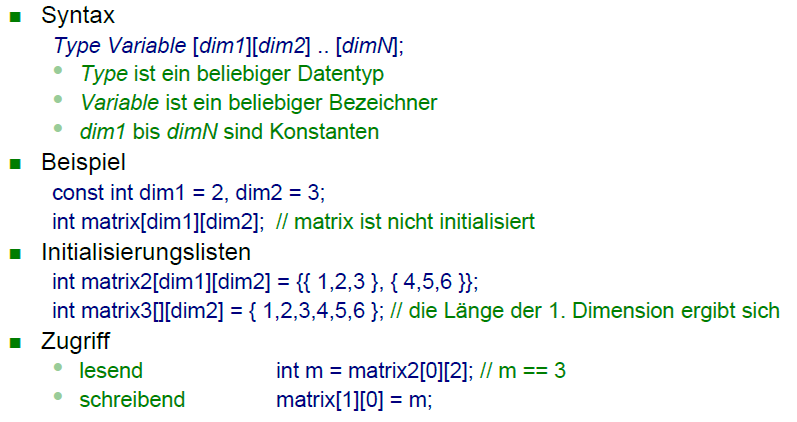 Syntax
Type Variable [dim1][dim2] .. [dimN];
Type ist ein beliebiger Datentyp
Variable ist ein beliebiger Bezeichner
dim1 bis dimN sind Konstanten
Beispiel
const int dim1 = 2, dim2 = 3;
int matrix[dim1][dim2]; // matrix ist nicht initialisiert
Initialisierungslisten
int matrix2[dim1][dim2] = {{ 1,2,3 }, { 4,5,6 }};
int matrix3[][dim2] = { 1,2,3,4,5,6 }; // die Länge der 1. Dimension ergibt sich
Zugriff
lesend int m = matrix2[0][2]; // m == 3
schreibend matrix[1][0] = m;